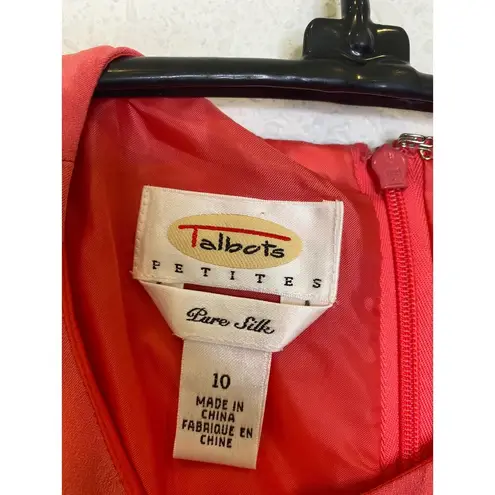 Talbots
PETITES
Pure Silk
10
MADE IN
CHINA
FABRIQUE EN
CHINE